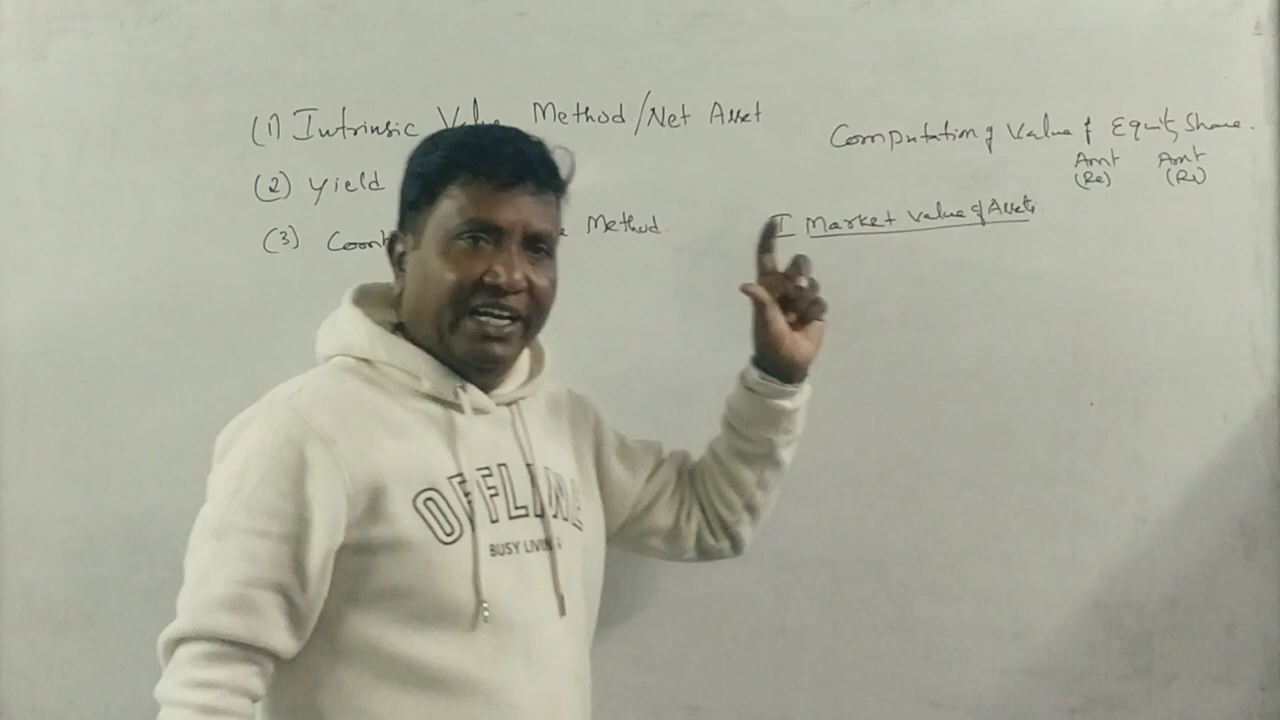 (1) Intrinsic Value Method/Net Asset
(2) Yield
(3) Method.
Computation of Value of Equity Share.
Amt Amt
(Rs) (Rs)
I Market Value of Assets
OFFLINE
BUSY